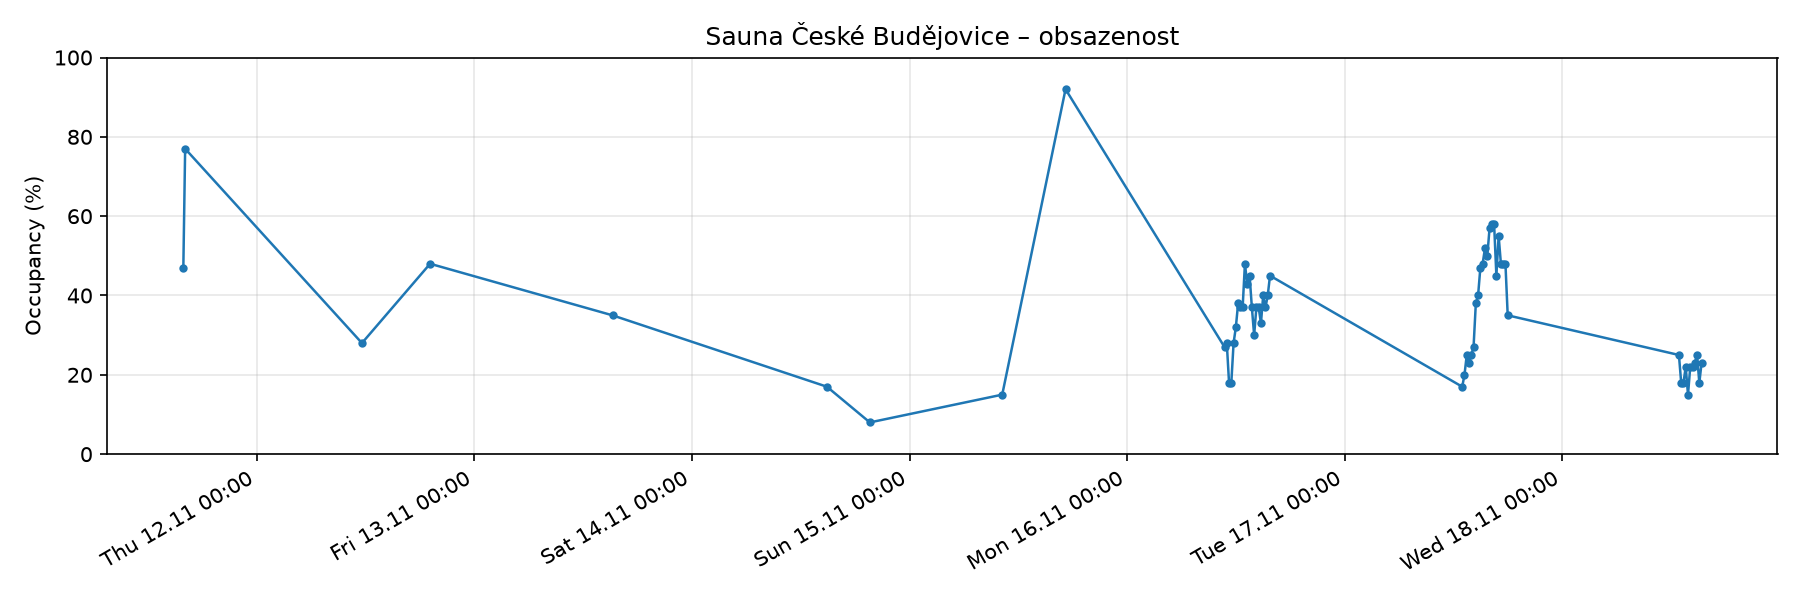 Sauna České Budějovice – obsazenost
Occupancy (%)
100
80
60
40
20
0
Thu 12.11 00:00
Fri 13.11 00:00
Sat 14.11 00:00
Sun 15.11 00:00
Mon 16.11 00:00
Tue 17.11 00:00
Wed 18.11 00:00